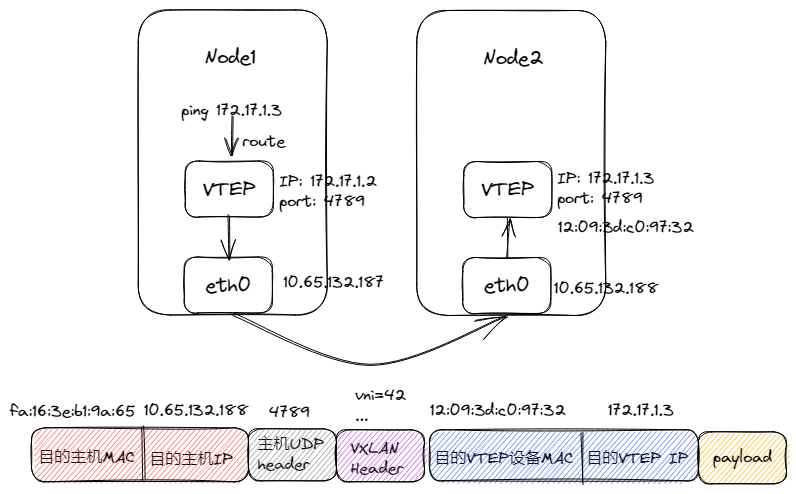 Node1
Node2
ping 172.17.1.3
route
VTEP
IP: 172.17.1.2
port: 4789
VTEP
IP: 172.17.1.3
port: 4789
12:09:3d:c0:97:32
eth0
10.65.132.187
eth0
10.65.132.188
fa:16:3e:b1:9a:65
10.65.132.188
4789
vni=42
...
12:09:3d:c0:97:32
172.17.1.3
目的主机MAC
目的主机IP
主机UDP
header
VXLAN
Header
目的VTEP设备MAC
目的VTEP IP
payload